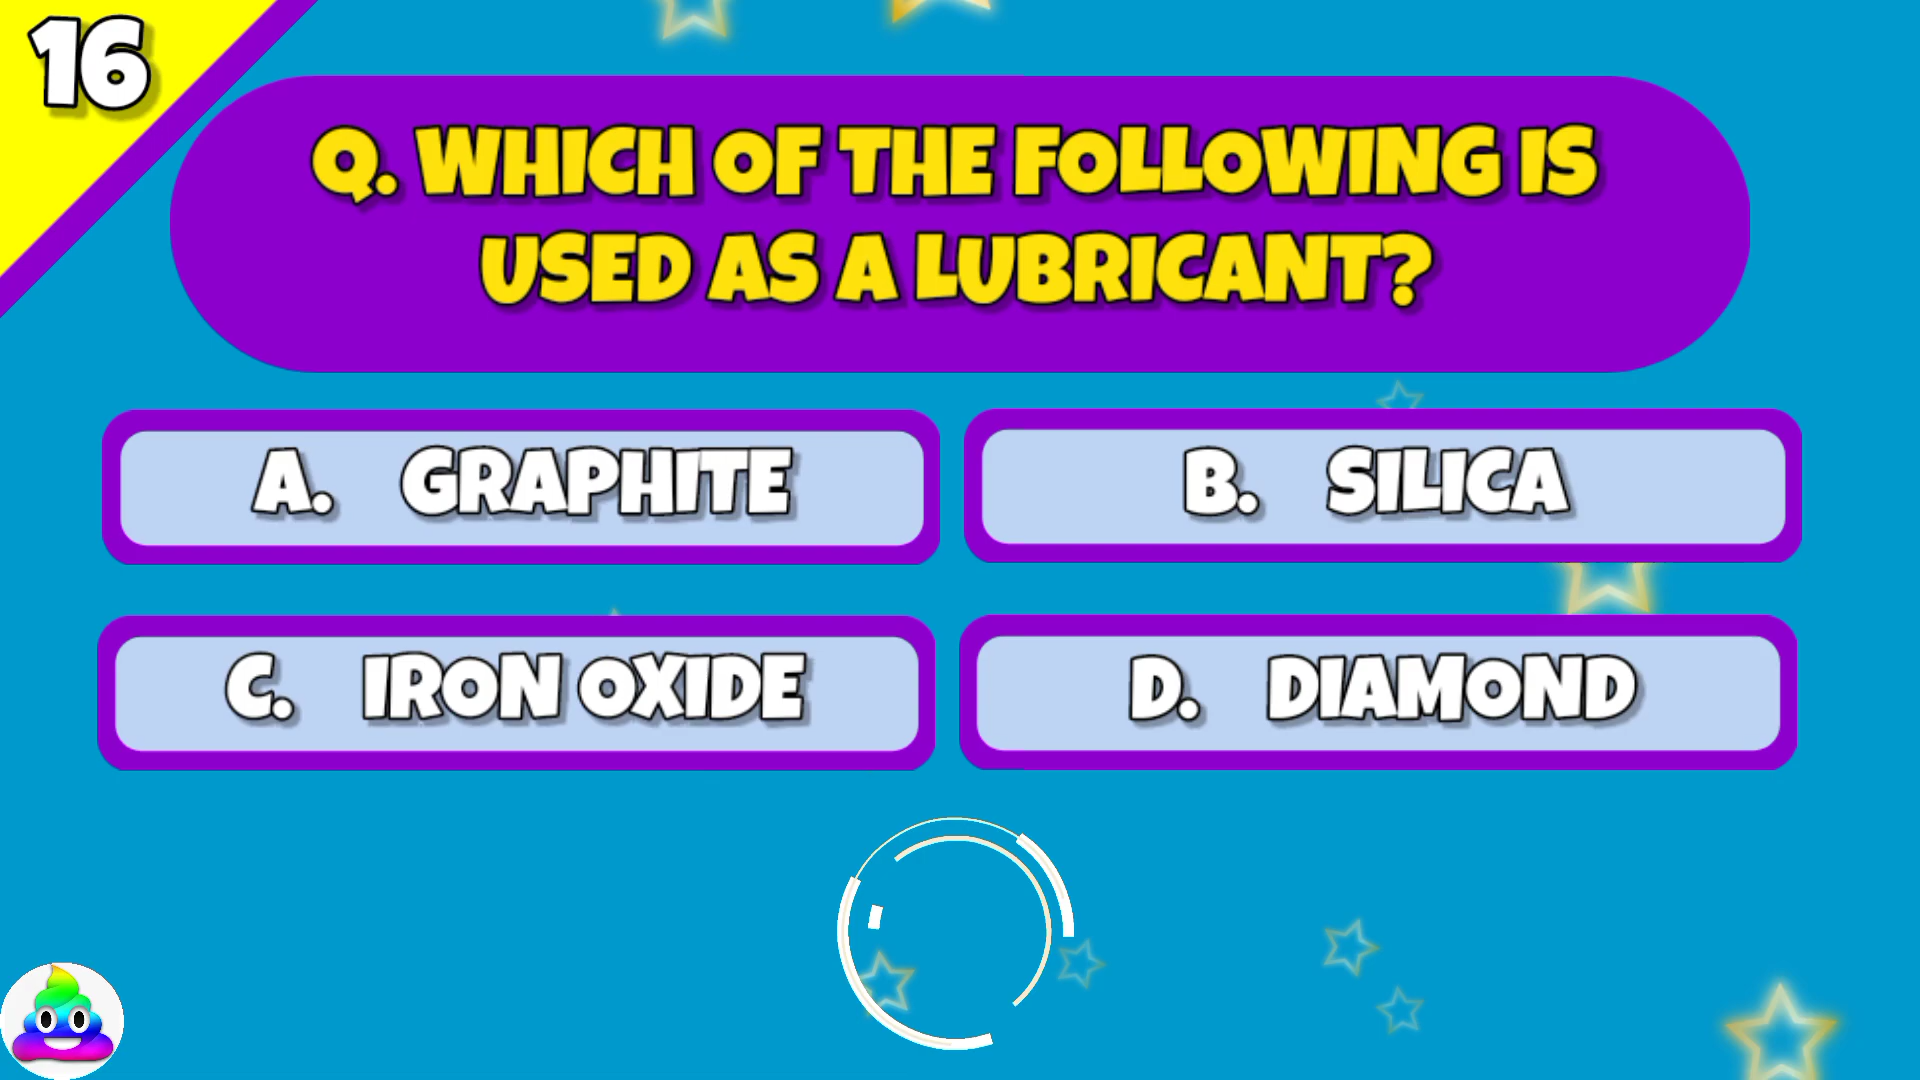 16
Q. WHICH OF THE FOLLOWING IS
USED AS A LUBRICANT?
A. GRAPHITE
B. SILICA
C. IRON OXIDE
D. DIAMOND